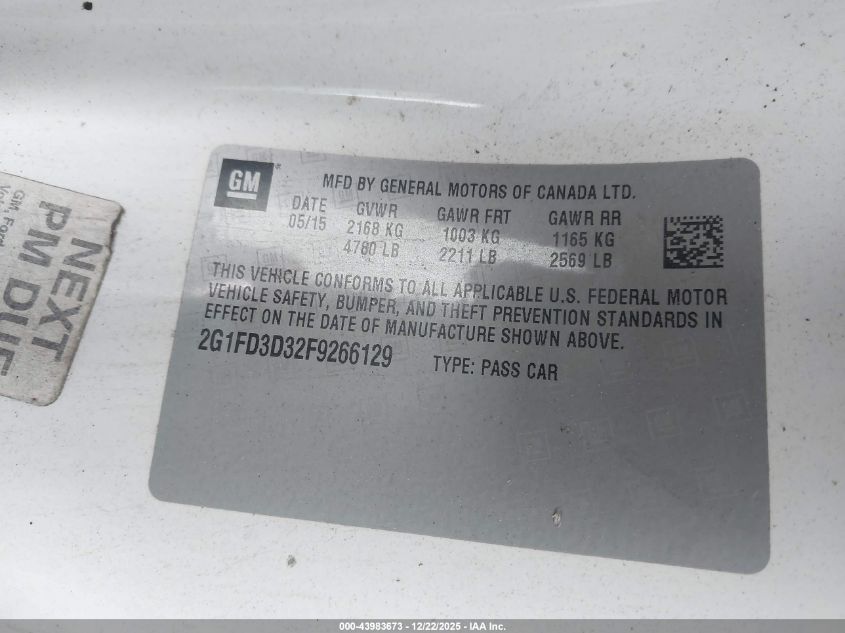 GM
MFD BY GENERAL MOTORS OF CANADA LTD.
DATE GVWR GAWR FRT GAWR RR
05/15 2168 KG 1003 KG 1165 KG
4780 LB 2211 LB 2569 LB
THIS VEHICLE CONFORMS TO ALL APPLICABLE U.S. FEDERAL MOTOR
VEHICLE SAFETY, BUMPER, AND THEFT PREVENTION STANDARDS IN
EFFECT ON THE DATE OF MANUFACTURE SHOWN ABOVE.
2G1FD3D32F9266129 TYPE: PASS CAR
NEXT
PM DUE
GM, Ford
000-43983673 - 12/22/2025 - IAA Inc.